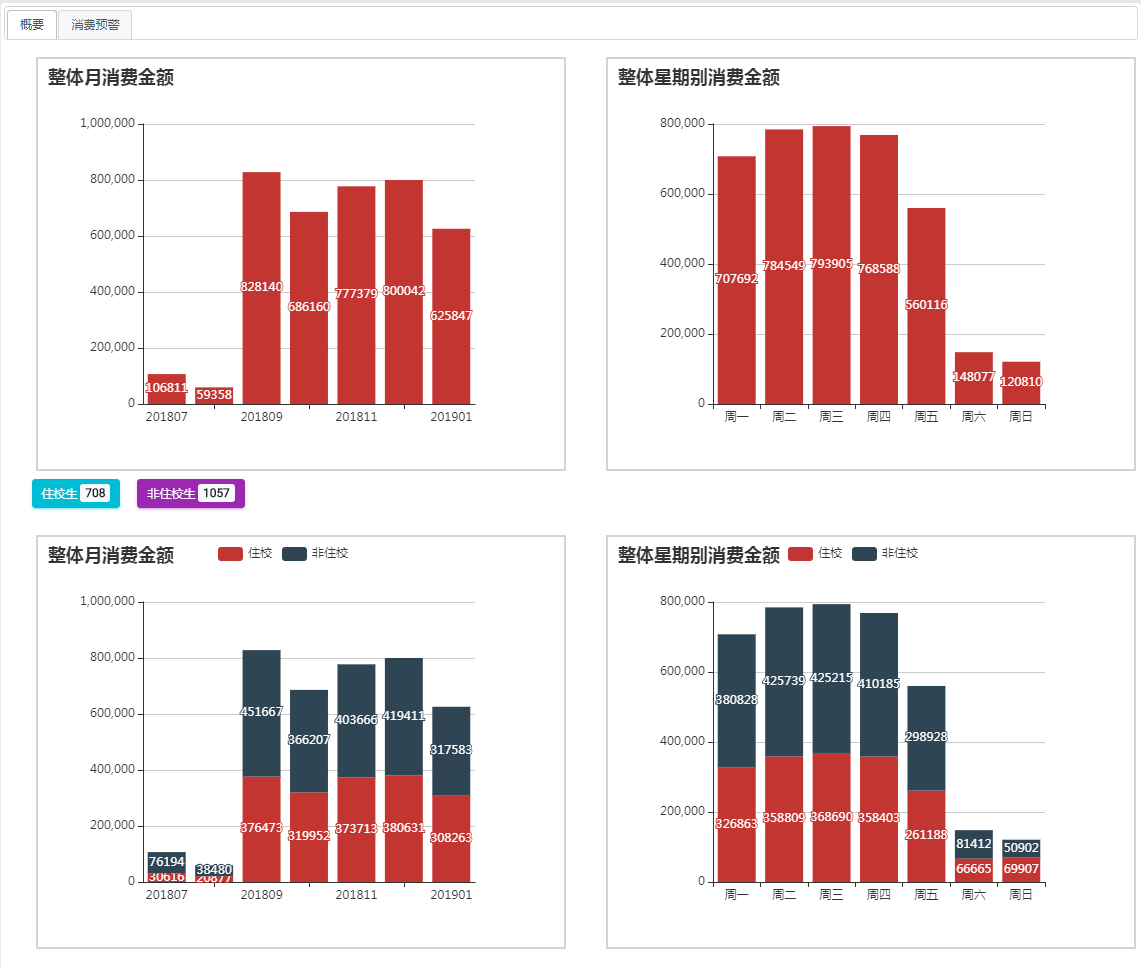 概要 消费预警
整体月消费金额
1,000,000
800,000
600,000
400,000
200,000
0
106811 59358 828140 686160 777379 800042 625847
201807 201809 201811 201901
整体星期别消费金额
800,000
600,000
400,000
200,000
0
707692 784549 793905 768588 560116 148077 120810
周一 周二 周三 周四 周五 周六 周日
住校生 708 非住校生 1057
整体月消费金额 住校 非住校
1,000,000
800,000
600,000
400,000
200,000
0
76194 38480 451667 366207 403666 419411 317583
30616 20877 376473 319952 373713 380631 308263
201807 201809 201811 201901
整体星期别消费金额 住校 非住校
800,000
600,000
400,000
200,000
0
380828 425739 425215 410185 298928 81412 50902
326863 358809 368690 358403 261188 66665 69907
周一 周二 周三 周四 周五 周六 周日